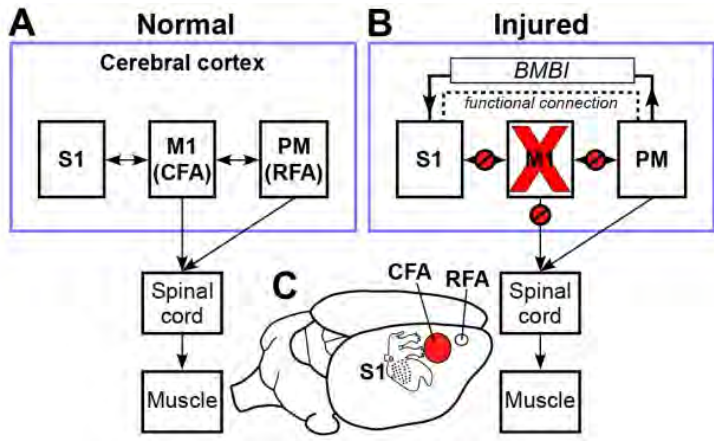 A
Normal
Cerebral cortex
S1
M1
(CFA)
PM
(RFA)
Spinal
cord
Muscle
B
Injured
BMBI
functional connection
S1
M1
PM
Spinal
cord
Muscle
C
CFA
RFA
S1